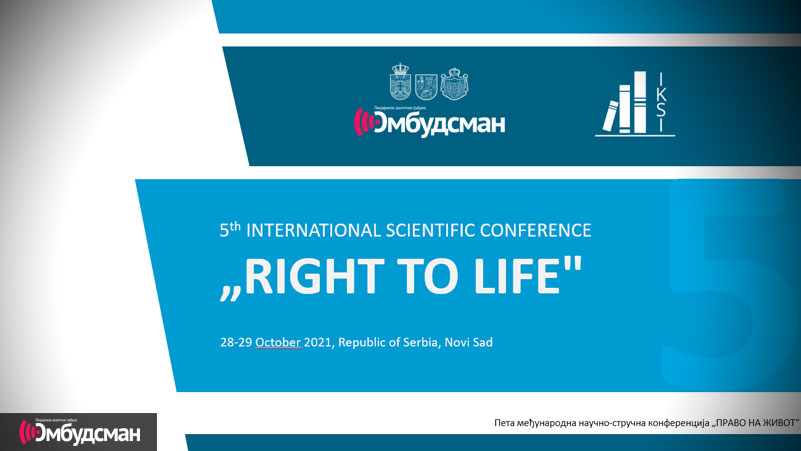 Покрајински заштитник грађана
Омбудсман
IKSI
5th INTERNATIONAL SCIENTIFIC CONFERENCE
„RIGHT TO LIFE"
28-29 October 2021, Republic of Serbia, Novi Sad
5
Пета међународна научно-стручна конференција „ПРАВО НА ЖИВОТ"
Покрајински заштитник грађана
Омбудсман